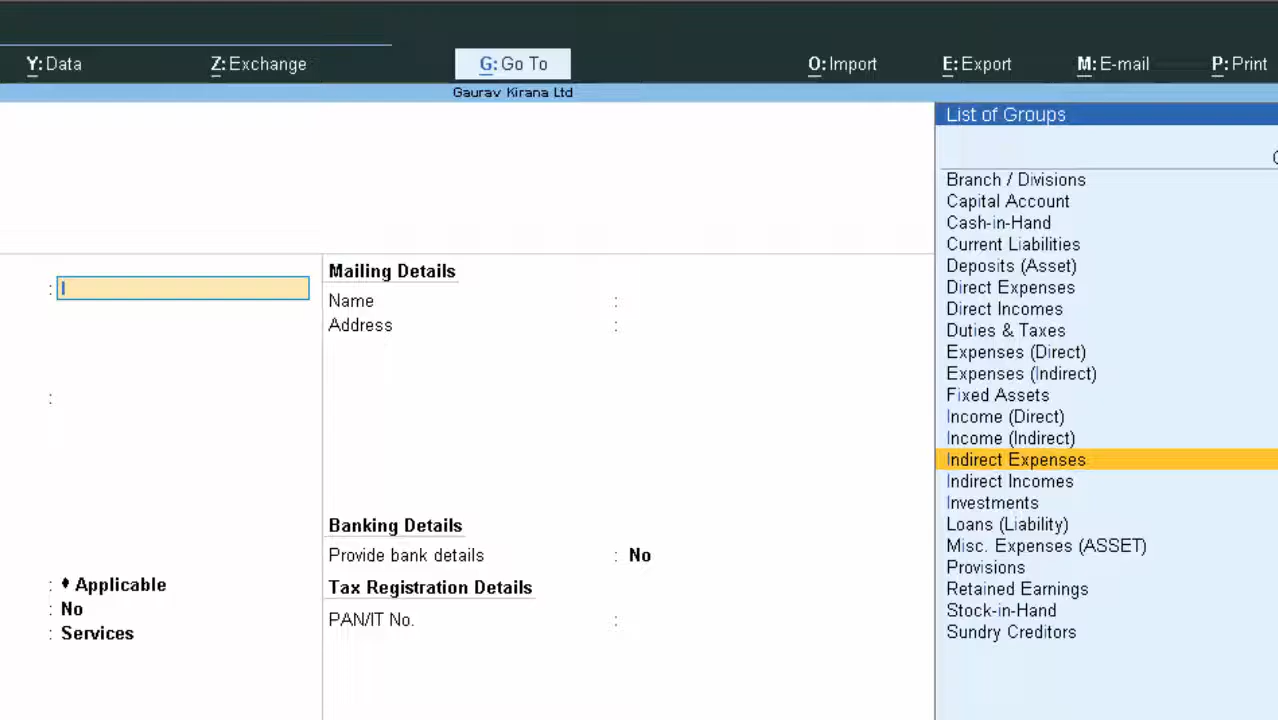 Y: Data Z: Exchange G: Go To O: Import E: Export M: E-mail P: Print
Gaurav Kirana Ltd
List of Groups
Branch / Divisions
Capital Account
Cash-in-Hand
Current Liabilities
Deposits (Asset)
Direct Expenses
Direct Incomes
Duties & Taxes
Expenses (Direct)
Expenses (Indirect)
Fixed Assets
Income (Direct)
Income (Indirect)
Indirect Expenses
Indirect Incomes
Investments
Loans (Liability)
Misc. Expenses (ASSET)
Provisions
Retained Earnings
Stock-in-Hand
Sundry Creditors
: I
:
: ♦ Applicable
: No
: Services
Mailing Details
Name :
Address :
Banking Details
Provide bank details : No
Tax Registration Details
PAN/IT No. :